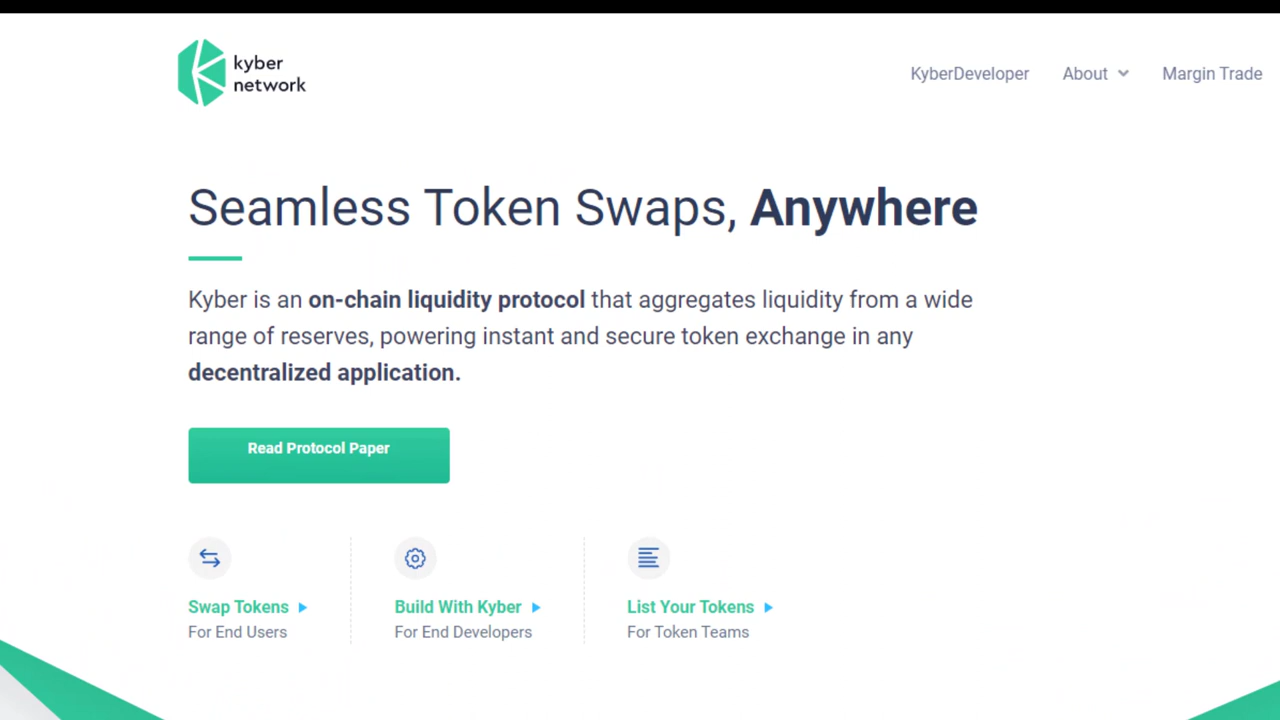 kyber
network
KyberDeveloper About Margin Trade
Seamless Token Swaps, Anywhere
Kyber is an on-chain liquidity protocol that aggregates liquidity from a wide
range of reserves, powering instant and secure token exchange in any
decentralized application.
Read Protocol Paper
Swap Tokens
For End Users
Build With Kyber
For End Developers
List Your Tokens
For Token Teams